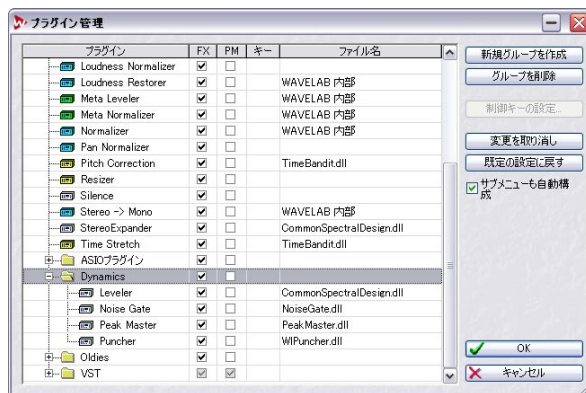 プラグイン管理
プラグイン FX PM キー ファイル名
Loudness Normalizer
Loudness Restorer WAVELAB 内部
Meta Leveler WAVELAB 内部
Meta Normalizer WAVELAB 内部
Normalizer WAVELAB 内部
Pan Normalizer
Pitch Correction TimeBandit.dll
Resizer
Silence
Stereo -> Mono WAVELAB 内部
StereoExpander CommonSpectralDesign.dll
Time Stretch TimeBandit.dll
ASIOプラグイン
Dynamics
Leveler CommonSpectralDesign.dll
Noise Gate NoiseGate.dll
Peak Master PeakMaster.dll
Puncher WlPuncher.dll
Oldies
VST
新規グループを作成
グループを削除
制御キーの設定...
変更を取り消し
既定の設定に戻す
サブメニューも自動構
成
OK
キャンセル